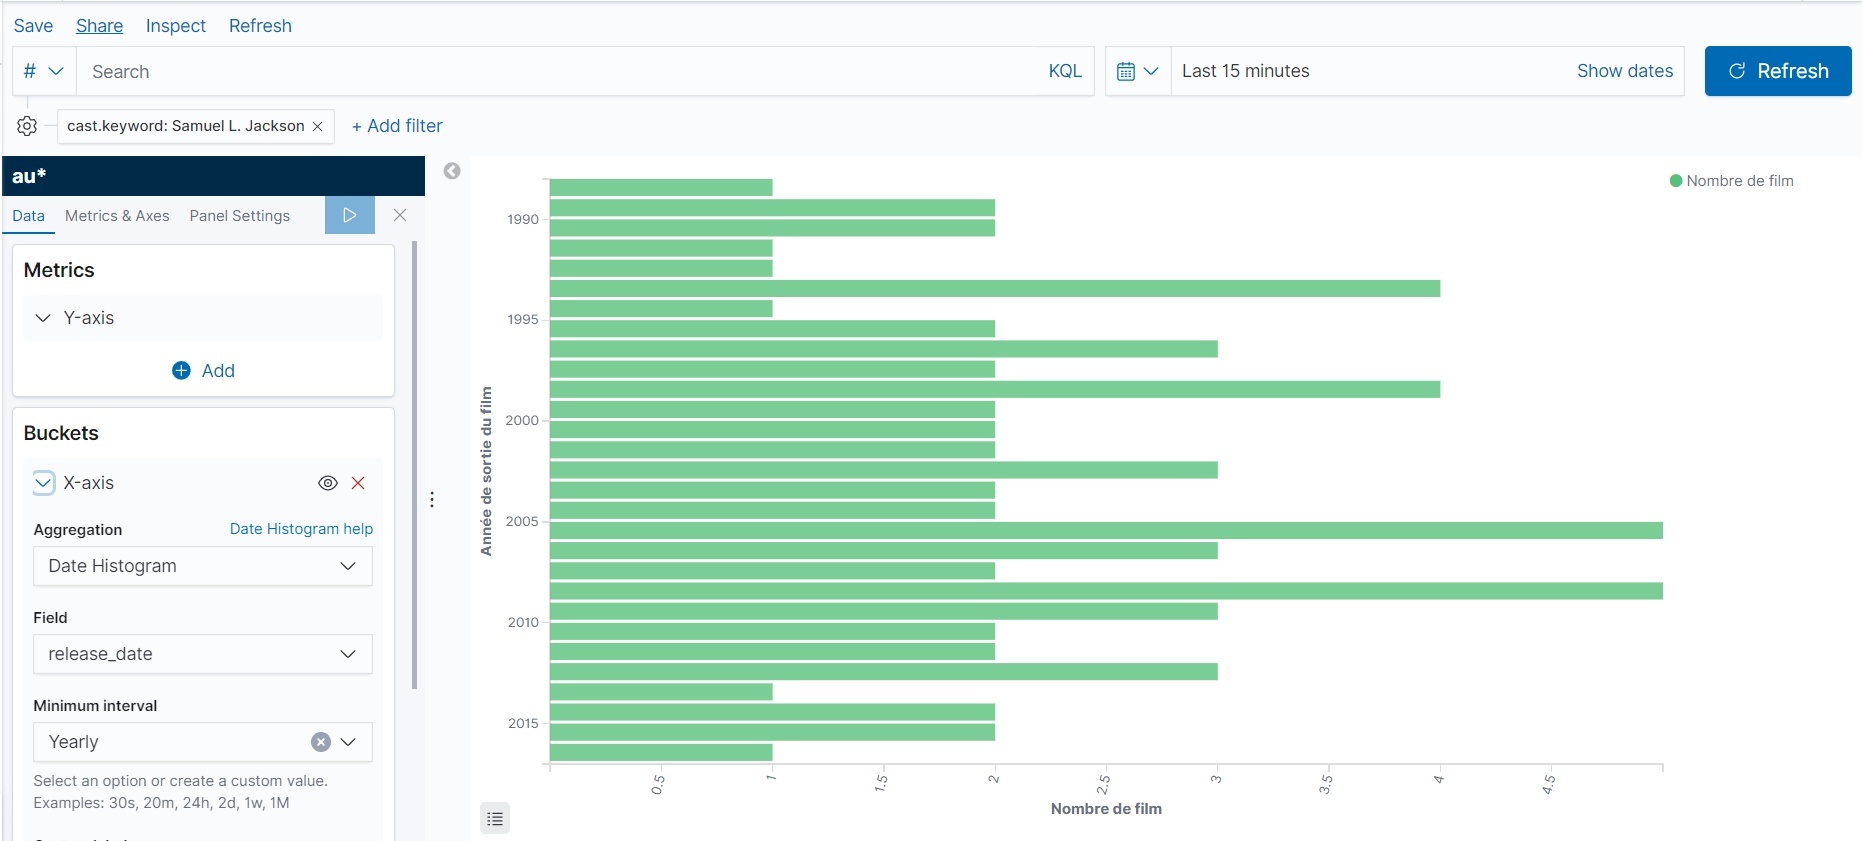 Save Share Inspect Refresh
# Search KQL Last 15 minutes Show dates Refresh
cast.keyword: Samuel L. Jackson × + Add filter
au*
Data Metrics & Axes Panel Settings
Metrics
Y-axis
Add
Buckets
X-axis
Aggregation Date Histogram help
Date Histogram
Field
release_date
Minimum interval
Yearly
Select an option or create a custom value.
Examples: 30s, 20m, 24h, 2d, 1w, 1M
Nombre de film
Année de sortie du film
1990
1995
2000
2005
2010
2015
0.5 1 1.5 2 2.5 3 3.5 4 4.5
Nombre de film